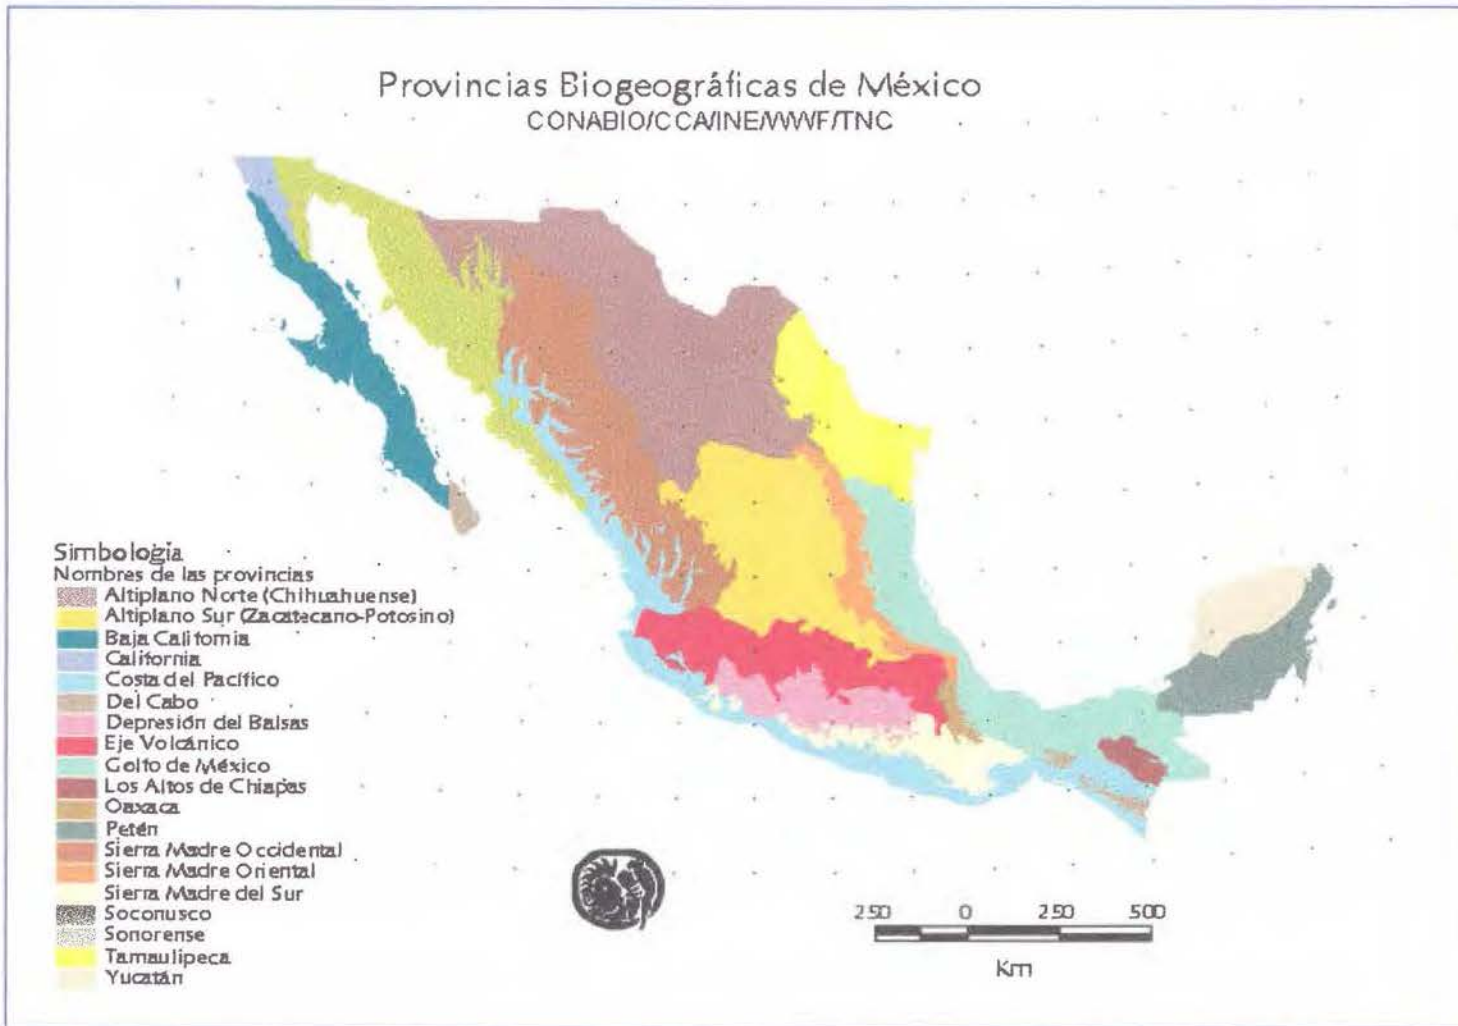 Provincias Biogeográficas de México
CONABIO/CCA/INE/WWF/TNC
Simbología
Nombres de las provincias
Altiplano Norte (Chihuahuense)
Altiplano Sur (Zacatecano-Potosino)
Baja California
California
Costa del Pacífico
Del Cabo
Depresión del Balsas
Eje Volcánico
Golfo de México
Los Altos de Chiapas
Oaxaca
Petén
Sierra Madre Occidental
Sierra Madre Oriental
Sierra Madre del Sur
Soconusco
Sonorense
Tamaulipeca
Yucatán
250 0 250 500
Km